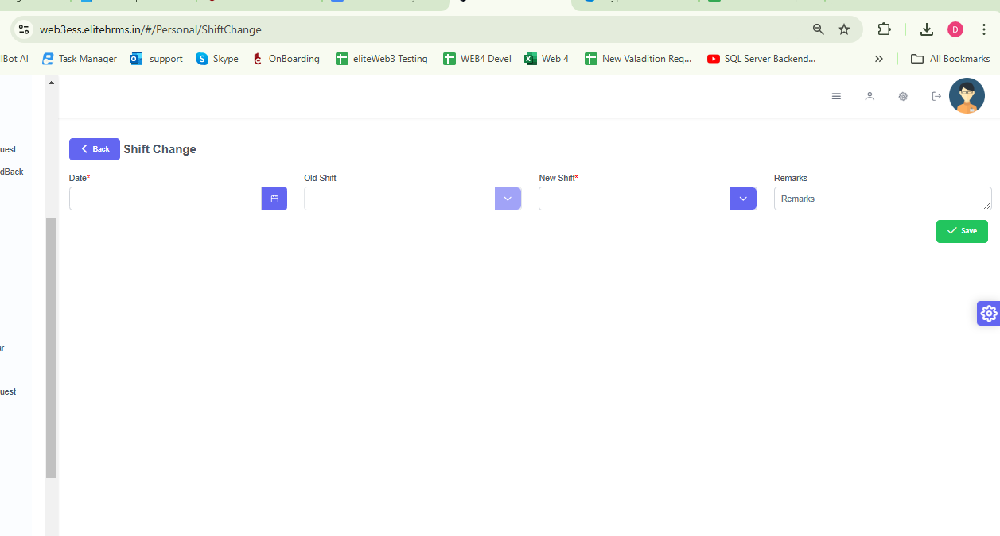 web3ess.elitehrms.in/#/Personal/ShiftChange
D
lBot AI
Task Manager
support
Skype
OnBoarding
eliteWeb3 Testing
WEB4 Devel
Web 4
New Valadition Req...
SQL Server Backend...
All Bookmarks
uest
dBack
Back
Shift Change
Date*
Old Shift
New Shift*
Remarks
Remarks
Save
ar
uest